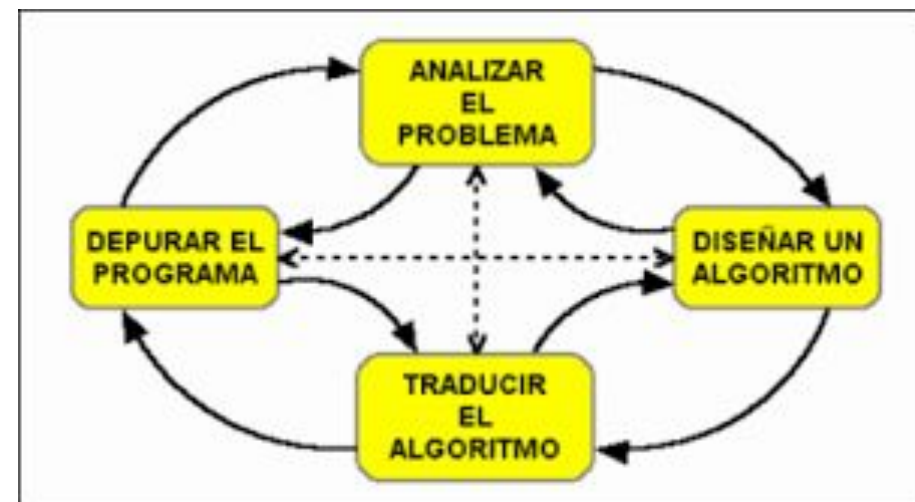 ANALIZAR
EL
PROBLEMA
DEPURAR EL
PROGRAMA
DISEÑAR UN
ALGORITMO
TRADUCIR
EL
ALGORITMO